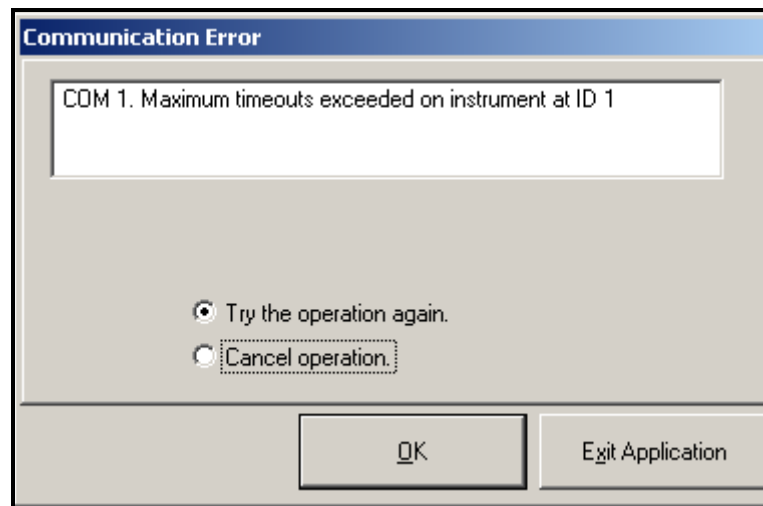 Communication Error
COM 1. Maximum timeouts exceeded on instrument at ID 1
Try the operation again.
Cancel operation.
OK
Exit Application